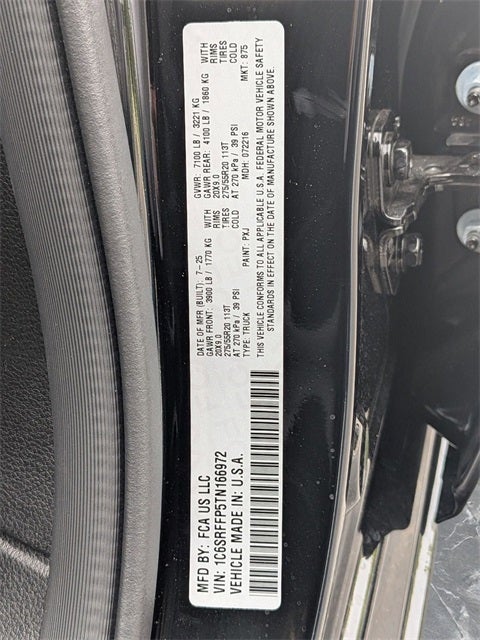 MFD BY: FCA US LLC
VIN: 1C6SRFFP5TN166972
VEHICLE MADE IN: U.S.A.
DATE OF MFR (BUILT): 7-25 GVWR: 7100 LB / 3221 KG
GAWR FRONT: 3900 LB / 1770 KG WITH GAWR REAR: 4100 LB / 1860 KG WITH
20X9.0 RIMS 20X9.0 RIMS
275/55R20 113T TIRES 275/55R20 113T TIRES
AT 270 kPa / 39 PSI COLD AT 270 kPa / 39 PSI COLD
TYPE: TRUCK PAINT: PXJ MDH: 072216 MKT: 875
THIS VEHICLE CONFORMS TO ALL APPLICABLE U.S.A. FEDERAL MOTOR VEHICLE SAFETY
STANDARDS IN EFFECT ON THE DATE OF MANUFACTURE SHOWN ABOVE.